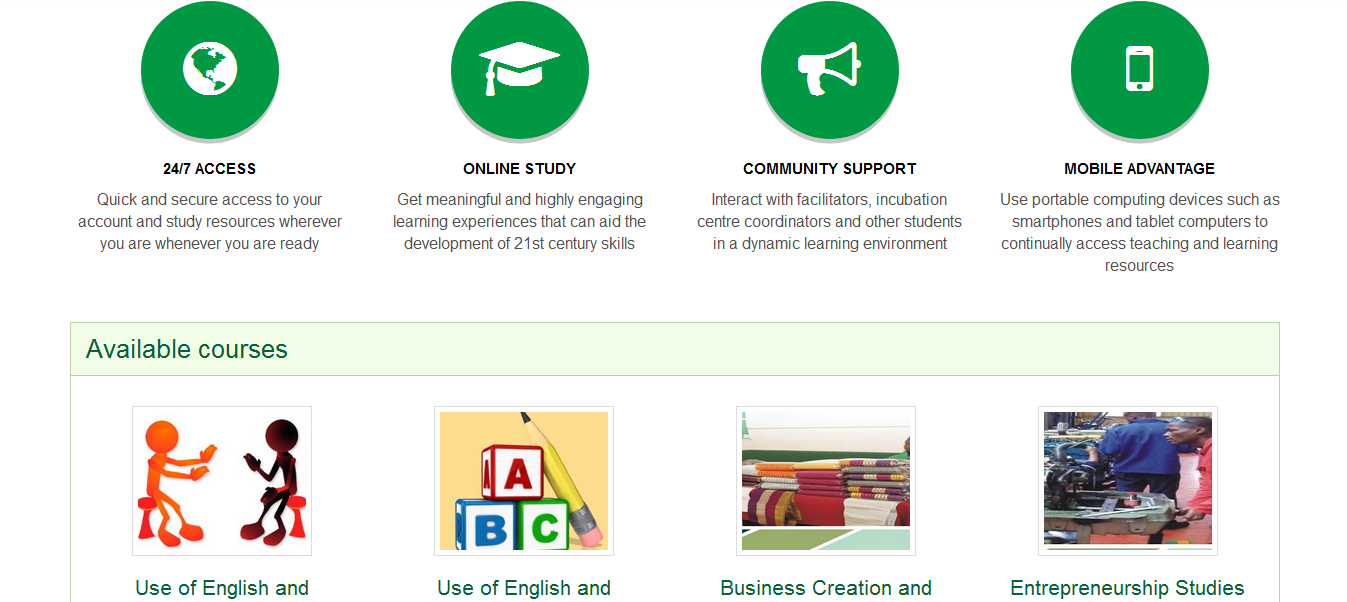 24/7 ACCESS
Quick and secure access to your
account and study resources wherever
you are whenever you are ready
ONLINE STUDY
Get meaningful and highly engaging
learning experiences that can aid the
development of 21st century skills
COMMUNITY SUPPORT
Interact with facilitators, incubation
centre coordinators and other students
in a dynamic learning environment
MOBILE ADVANTAGE
Use portable computing devices such as
smartphones and tablet computers to
continually access teaching and learning
resources
Available courses
A
B C
Use of English and
Use of English and
Business Creation and
Entrepreneurship Studies